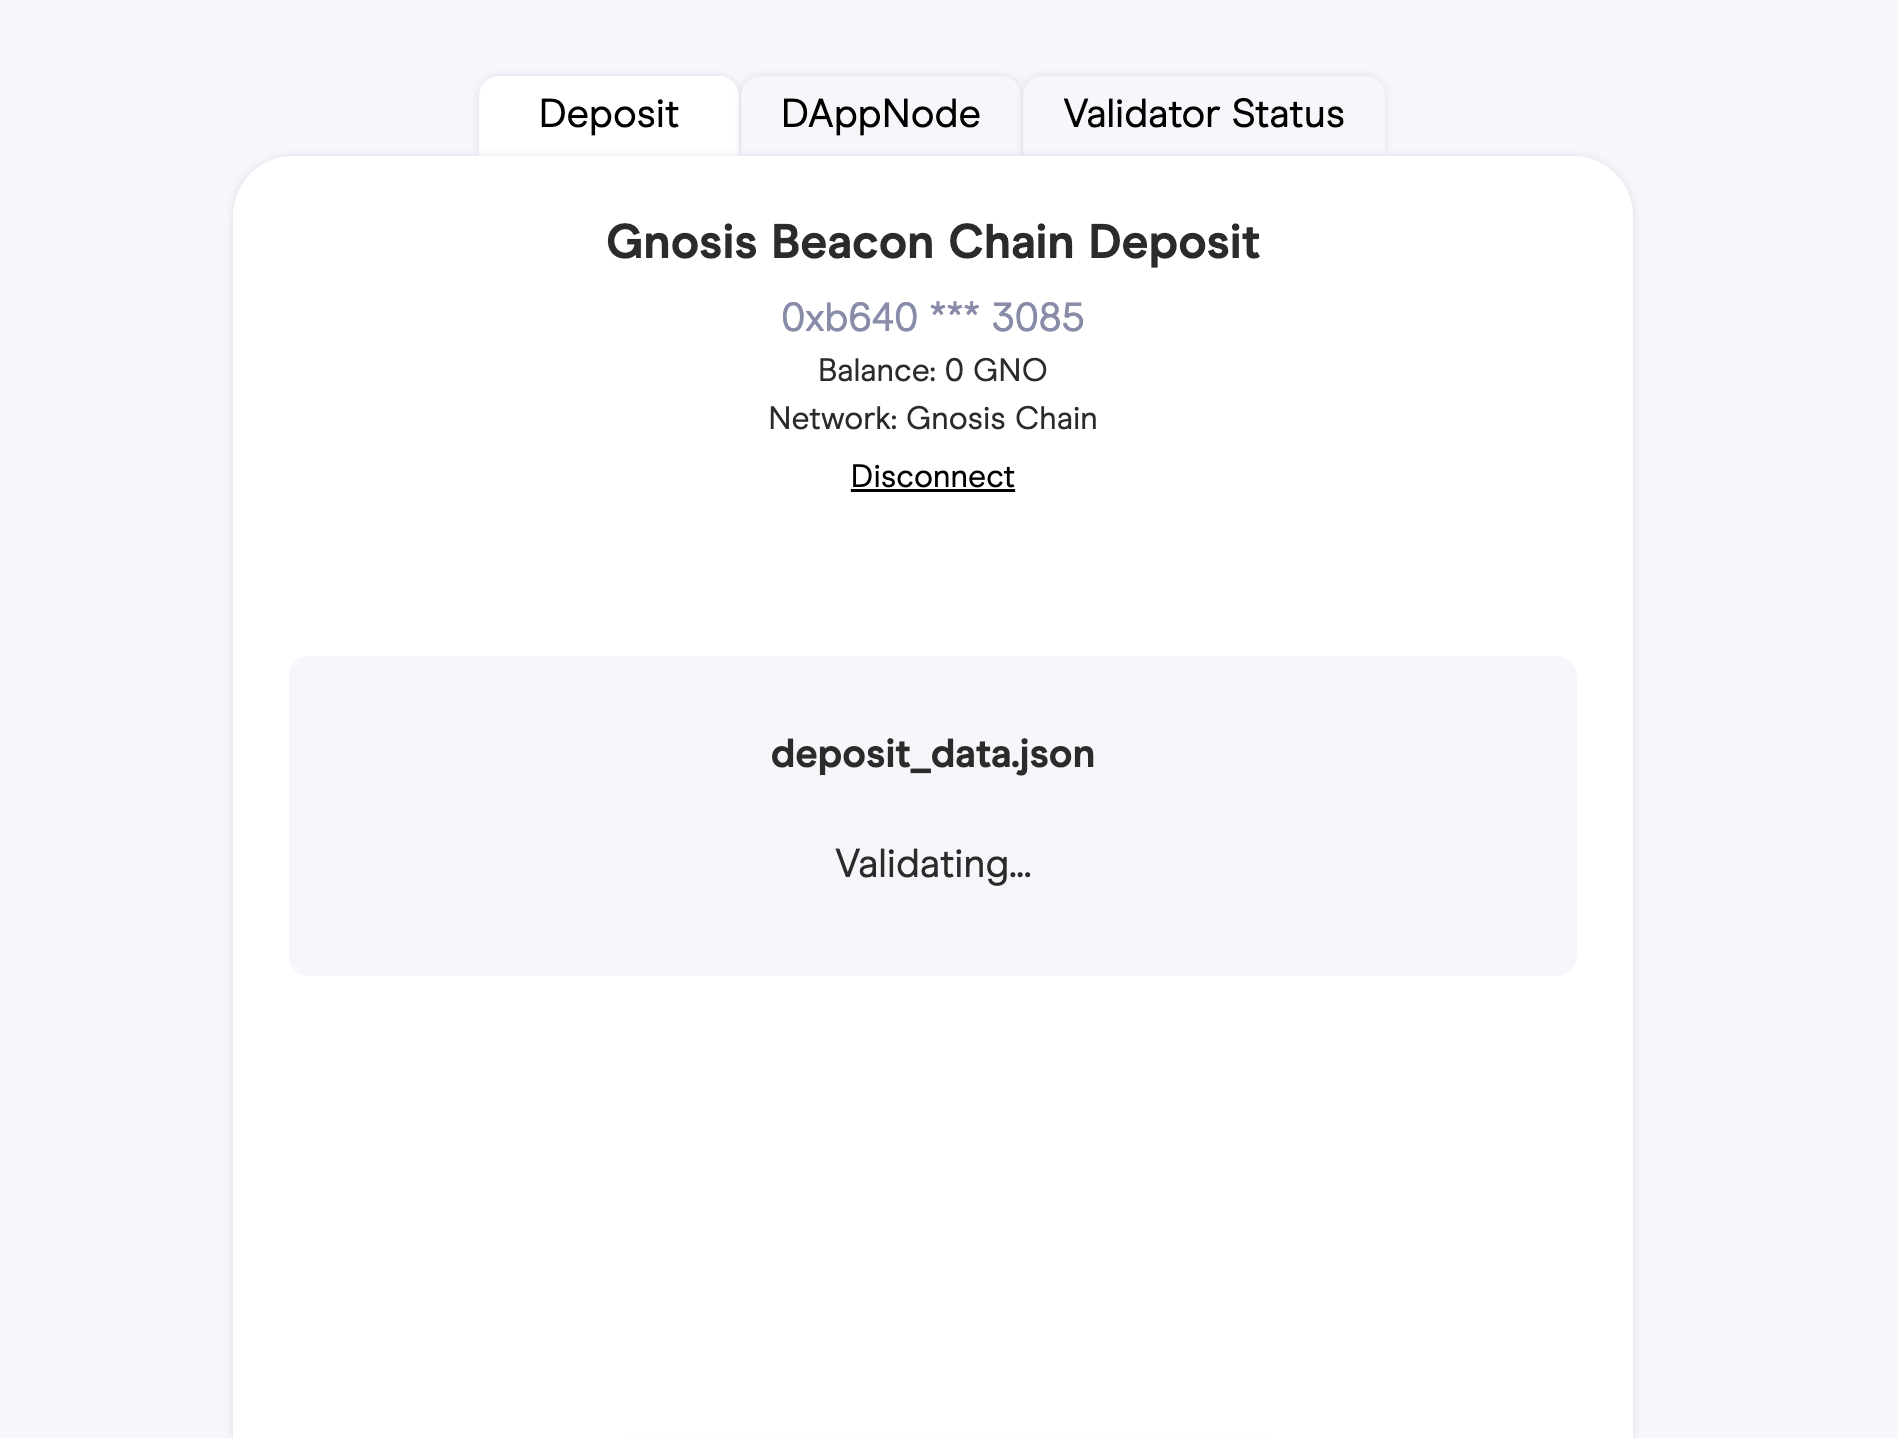 Deposit
DAppNode
Validator Status
Gnosis Beacon Chain Deposit
0xb640 *** 3085
Balance: 0 GNO
Network: Gnosis Chain
Disconnect
deposit_data.json
Validating...